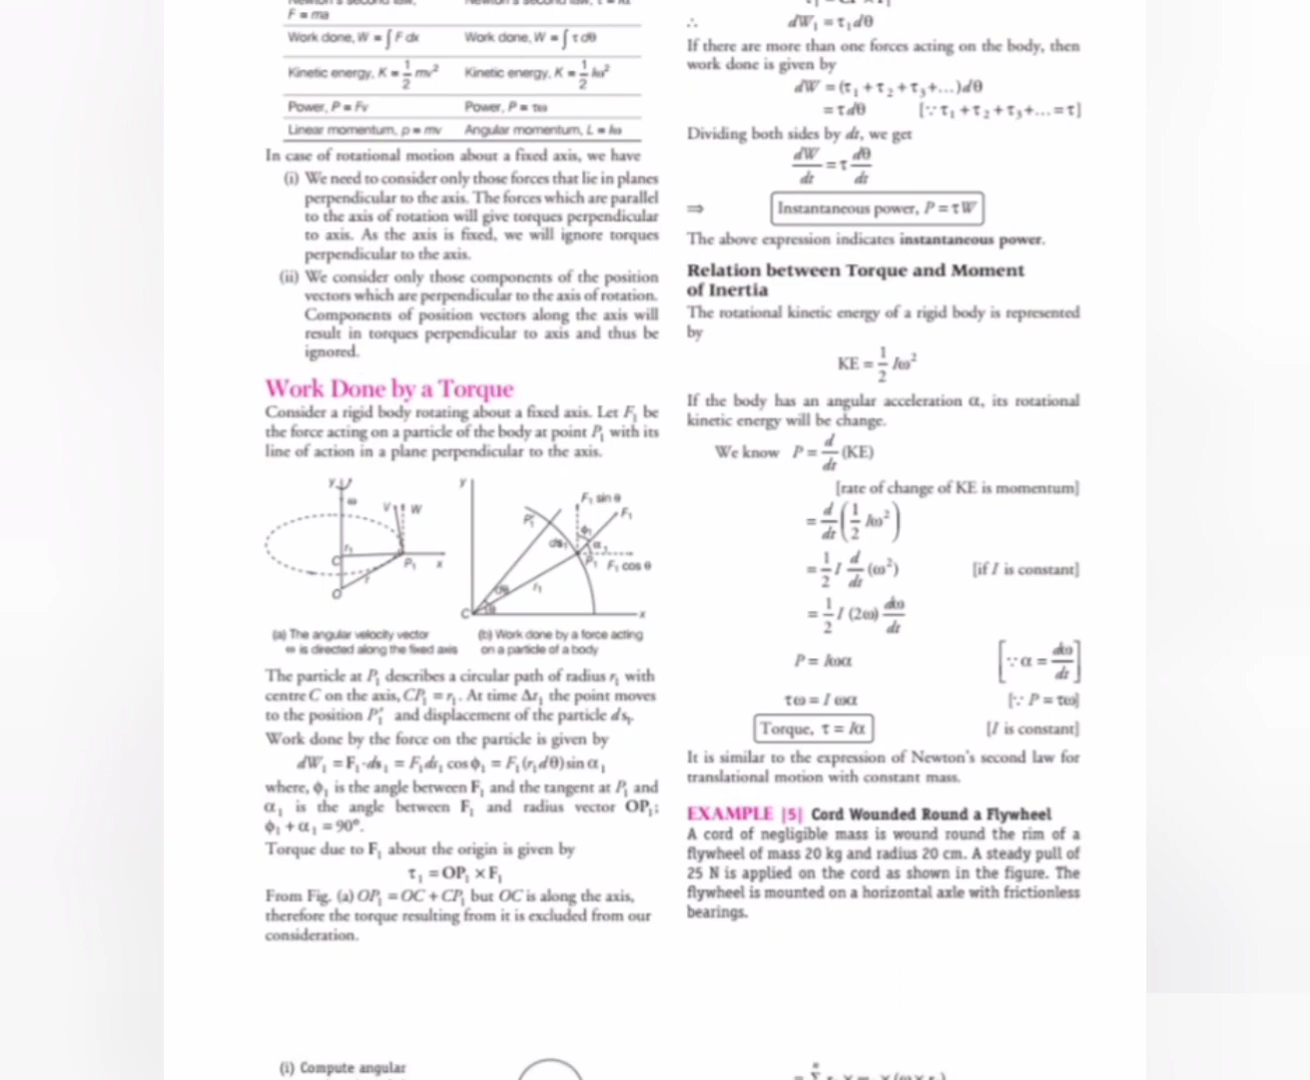 F = ma
Work done, W = ∫ F dx Work done, W = ∫ τ dθ
Kinetic energy, K = 1/2 mv² Kinetic energy, K = 1/2 Iω²
Power, P = Fv Power, P = τω
Linear momentum, p = mv Angular momentum, L = Iω
In case of rotational motion about a fixed axis, we have
(i) We need to consider only those forces that lie in planes
perpendicular to the axis. The forces which are parallel
to the axis of rotation will give torques perpendicular
to axis. As the axis is fixed, we will ignore torques
perpendicular to the axis.
(ii) We consider only those components of the position
vectors which are perpendicular to the axis of rotation.
Components of position vectors along the axis will
result in torques perpendicular to axis and thus be
ignored.
Work Done by a Torque
Consider a rigid body rotating about a fixed axis. Let F₁ be
the force acting on a particle of the body at point P₁ with its
line of action in a plane perpendicular to the axis.
y ω V W r₁ C P₁ x r O
y F₁ sin θ F₁ P₁′ ds₁ ϕ₁ α₁ P₁ F₁ cos θ dθ r₁ θ C x
(a) The angular velocity vector
ω is directed along the fixed axis
(b) Work done by a force acting
on a particle of a body
The particle at P₁ describes a circular path of radius r₁ with
centre C on the axis, CP₁ = r₁. At time Δt₁ the point moves
to the position P₁′ and displacement of the particle ds₁.
Work done by the force on the particle is given by
dW₁ = F₁·ds₁ = F₁ds₁ cos ϕ₁ = F₁(r₁dθ) sin α₁
where, ϕ₁ is the angle between F₁ and the tangent at P₁ and
α₁ is the angle between F₁ and radius vector OP₁;
ϕ₁ + α₁ = 90°.
Torque due to F₁ about the origin is given by
τ₁ = OP₁ × F₁
From Fig. (a) OP₁ = OC + CP₁ but OC is along the axis,
therefore the torque resulting from it is excluded from our
consideration.
∴ dW₁ = τ₁dθ
If there are more than one forces acting on the body, then
work done is given by
dW = (τ₁ + τ₂ + τ₃ + ...)dθ
= τdθ [∵ τ₁ + τ₂ + τ₃ + ... = τ]
Dividing both sides by dt, we get
dW/dt = τ dθ/dt
⇒ Instantaneous power, P = τW
The above expression indicates instantaneous power.
Relation between Torque and Moment
of Inertia
The rotational kinetic energy of a rigid body is represented
by
KE = 1/2 Iω²
If the body has an angular acceleration α, its rotational
kinetic energy will be change.
We know P = d/dt (KE)
[rate of change of KE is momentum]
= d/dt (1/2 Iω²)
= 1/2 I d/dt (ω²) [if I is constant]
= 1/2 I (2ω) dω/dt
P = Iωα [∵ α = dω/dt]
τω = I ωα [∵ P = τω]
Torque, τ = Iα [I is constant]
It is similar to the expression of Newton's second law for
translational motion with constant mass.
EXAMPLE |5| Cord Wounded Round a Flywheel
A cord of negligible mass is wound round the rim of a
flywheel of mass 20 kg and radius 20 cm. A steady pull of
25 N is applied on the cord as shown in the figure. The
flywheel is mounted on a horizontal axle with frictionless
bearings.
(i) Compute angular